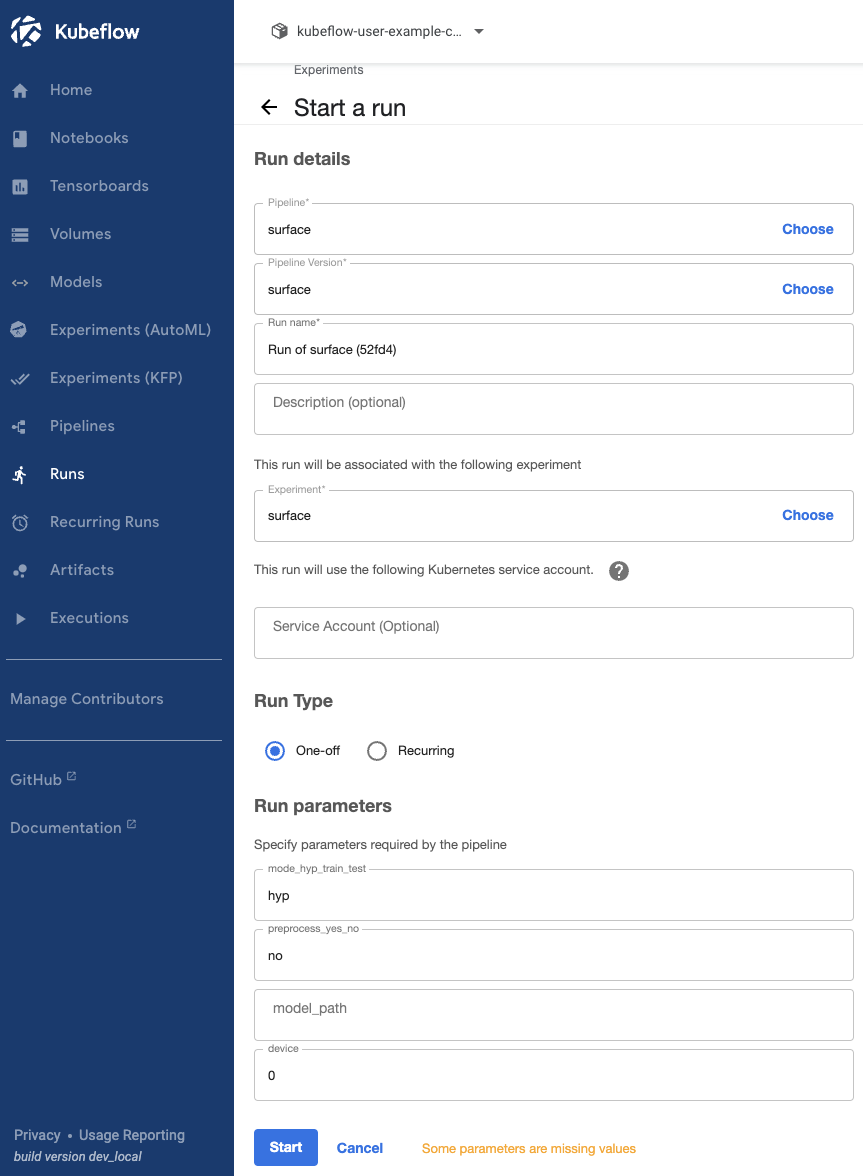 Kubeflow
Home
Notebooks
Tensorboards
Volumes
Models
Experiments (AutoML)
Experiments (KFP)
Pipelines
Runs
Recurring Runs
Artifacts
Executions
Manage Contributors
GitHub
Documentation
Privacy • Usage Reporting
build version dev_local
kubeflow-user-example-c...
Experiments
Start a run
Run details
Pipeline*
surface
Choose
Pipeline Version*
surface
Choose
Run name*
Run of surface (52fd4)
Description (optional)
This run will be associated with the following experiment
Experiment*
surface
Choose
This run will use the following Kubernetes service account. ?
Service Account (Optional)
Run Type
One-off Recurring
Run parameters
Specify parameters required by the pipeline
mode_hyp_train_test
hyp
preprocess_yes_no
no
model_path
device
0
Start Cancel Some parameters are missing values